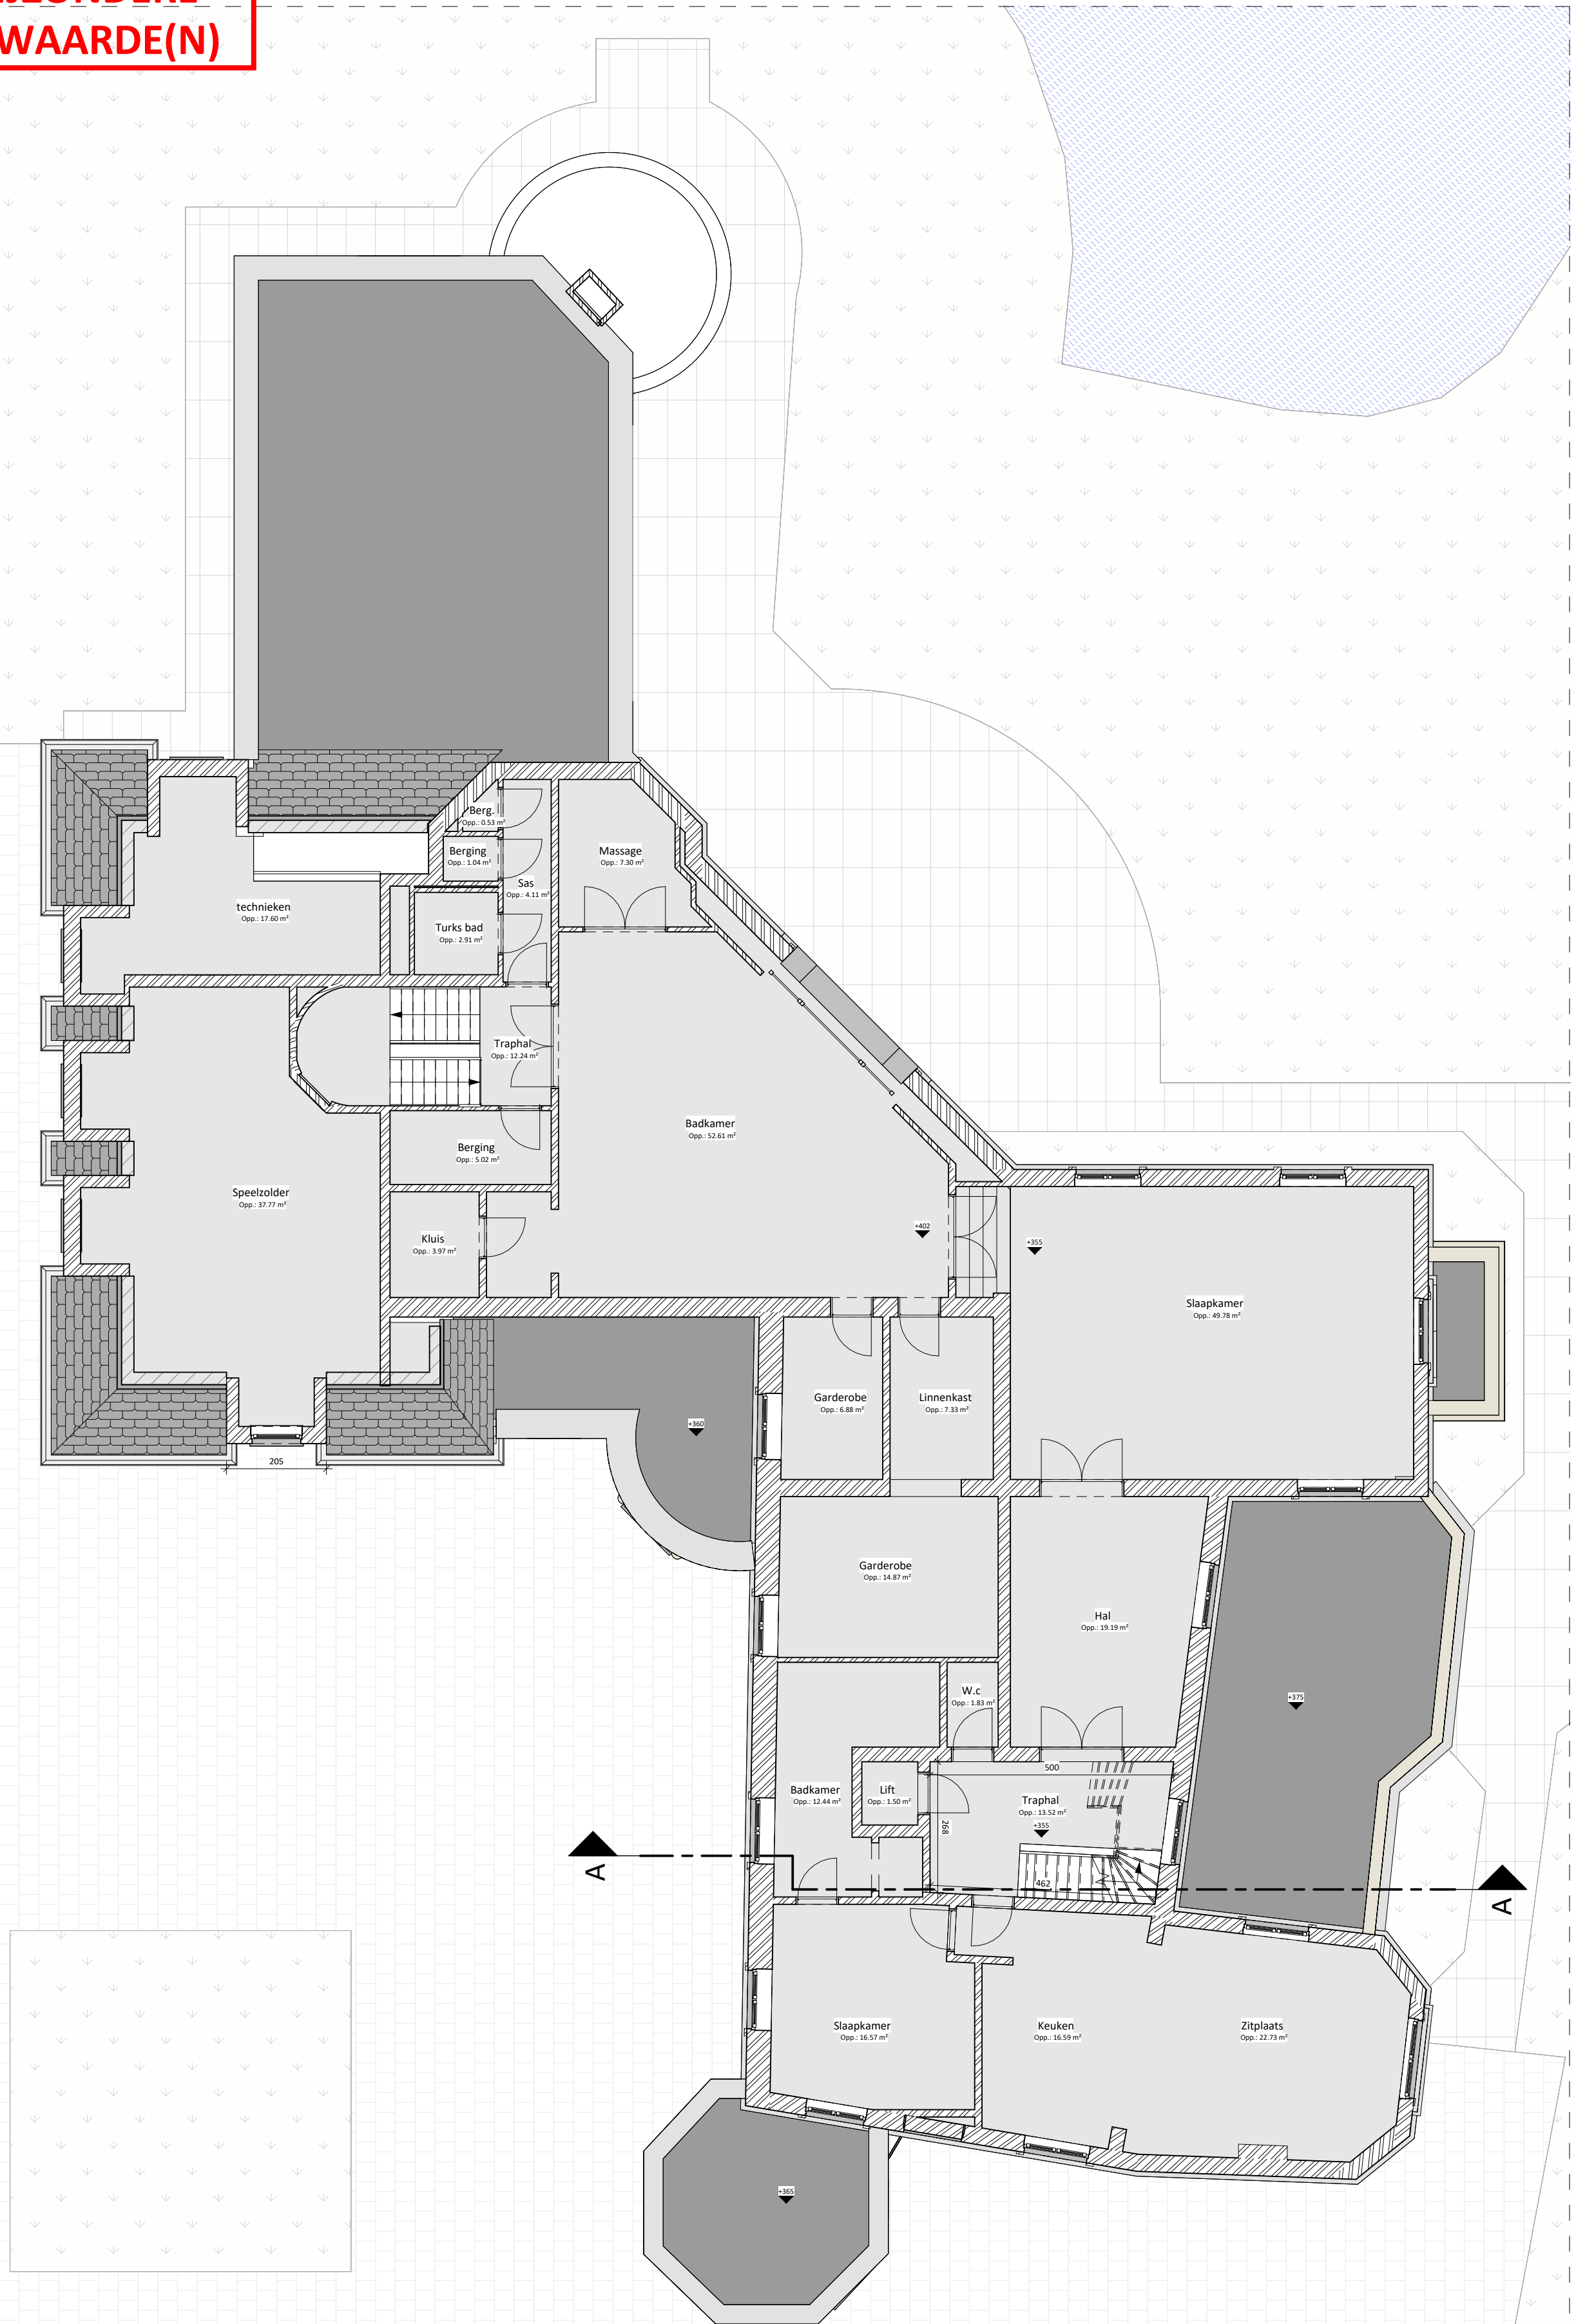 WAARDE(N)
Berg.
Opp.: 0.53 m²
Berging
Opp.: 1.04 m²
Massage
Opp.: 7.30 m²
Sas
Opp.: 4.11 m²
technieken
Opp.: 17.60 m²
Turks bad
Opp.: 2.91 m²
Traphal
Opp.: 12.24 m²
Badkamer
Opp.: 52.61 m²
Berging
Opp.: 5.02 m²
Speelzolder
Opp.: 37.77 m²
Kluis
Opp.: 3.97 m²
+402
+355
Slaapkamer
Opp.: 49.78 m²
Garderobe
Opp.: 6.88 m²
Linnenkast
Opp.: 7.33 m²
+360
205
Garderobe
Opp.: 14.87 m²
Hal
Opp.: 19.19 m²
W.c
Opp.: 1.83 m²
+375
500
Badkamer
Opp.: 12.44 m²
Lift
Opp.: 1.50 m²
Traphal
Opp.: 13.52 m²
+355
268
A
462
A
Slaapkamer
Opp.: 16.57 m²
Keuken
Opp.: 16.59 m²
Zitplaats
Opp.: 22.73 m²
+365